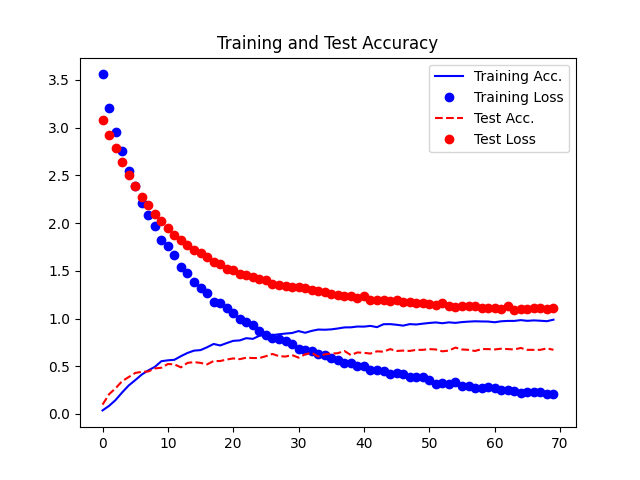 Training and Test Accuracy
Training Acc.
Training Loss
Test Acc.
Test Loss
3.5
3.0
2.5
2.0
1.5
1.0
0.5
0.0
0 10 20 30 40 50 60 70